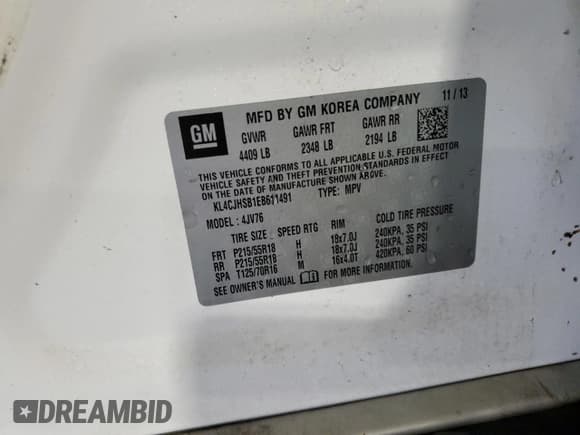 MFD BY GM KOREA COMPANY 11 / 13
GM
GVWR GAWR FRT GAWR RR
4409 LB 2348 LB 2194 LB
THIS VEHICLE CONFORMS TO ALL APPLICABLE U.S. FEDERAL MOTOR
VEHICLE SAFETY AND THEFT PREVENTION STANDARDS IN EFFECT
ON THE DATE OF MANUFACTURE SHOWN ABOVE.
KL4CJHSB1EB611491 TYPE: MPV
MODEL: 4JV76
TIRE SIZE SPEED RTG RIM COLD TIRE PRESSURE
FRT P215/55R18 H 18x7.0J 240KPA, 35 PSI
RR P215/55R18 H 18x7.0J 240KPA, 35 PSI
SPA T125/70R16 M 16x4.0T 420KPA, 60 PSI
SEE OWNER'S MANUAL FOR MORE INFORMATION.
DREAMBID